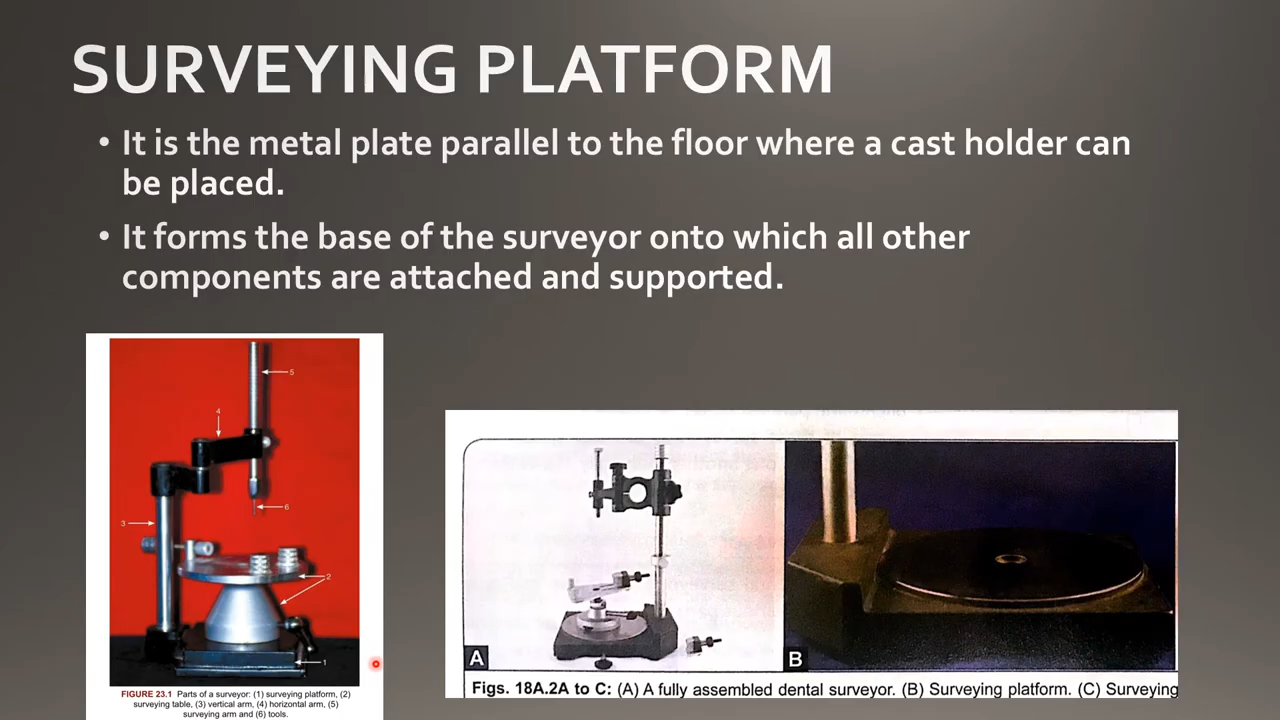 SURVEYING PLATFORM
• It is the metal plate parallel to the floor where a cast holder can
be placed.
• It forms the base of the surveyor onto which all other
components are attached and supported.
5
4
6
3
2
1
FIGURE 23.1 Parts of a surveyor: (1) surveying platform, (2)
surveying table, (3) vertical arm, (4) horizontal arm, (5)
surveying arm and (6) tools.
A
B
Figs. 18A.2A to C: (A) A fully assembled dental surveyor. (B) Surveying platform. (C) Surveying